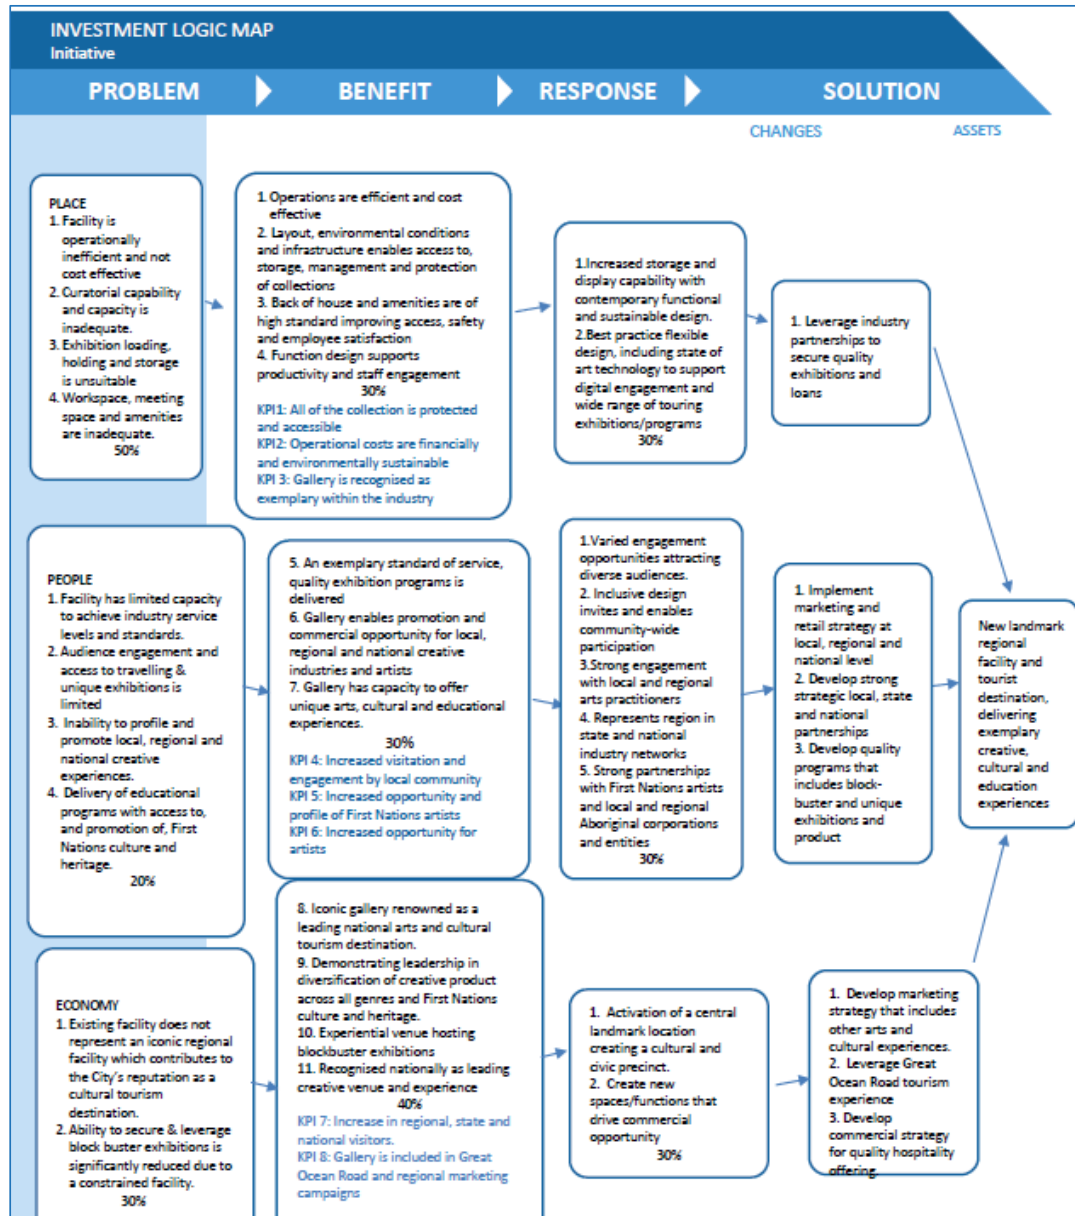 INVESTMENT LOGIC MAP
Initiative
PROBLEM
BENEFIT
RESPONSE
SOLUTION
CHANGES
ASSETS
PLACE
1. Facility is
operationally
inefficient and not
cost effective
2. Curatorial capability
and capacity is
inadequate.
3. Exhibition loading,
holding and storage
is unsuitable
4. Workspace, meeting
space and amenities
are inadequate.
50%
1. Operations are efficient and cost
effective
2. Layout, environmental conditions
and infrastructure enables access to,
storage, management and protection
of collections
3. Back of house and amenities are of
high standard improving access, safety
and employee satisfaction
4. Function design supports
productivity and staff engagement
30%
KPI1: All of the collection is protected
and accessible
KPI2: Operational costs are financially
and environmentally sustainable
KPI 3: Gallery is recognised as
exemplary within the industry
1.Increased storage and
display capability with
contemporary functional
and sustainable design.
2.Best practice flexible
design, including state of
art technology to support
digital engagement and
wide range of touring
exhibitions/programs
30%
1. Leverage industry
partnerships to
secure quality
exhibitions and
loans
PEOPLE
1. Facility has limited capacity
to achieve industry service
levels and standards.
2. Audience engagement and
access to travelling &
unique exhibitions is
limited
3. Inability to profile and
promote local, regional and
national creative
experiences.
4. Delivery of educational
programs with access to,
and promotion of, First
Nations culture and
heritage.
20%
5. An exemplary standard of service,
quality exhibition programs is
delivered
6. Gallery enables promotion and
commercial opportunity for local,
regional and national creative
industries and artists
7. Gallery has capacity to offer
unique arts, cultural and educational
experiences.
30%
KPI 4: Increased visitation and
engagement by local community
KPI 5: Increased opportunity and
profile of First Nations artists
KPI 6: Increased opportunity for
artists
1.Varied engagement
opportunities attracting
diverse audiences.
2. Inclusive design
invites and enables
community-wide
participation
3.Strong engagement
with local and regional
arts practitioners
4. Represents region in
state and national
industry networks
5. Strong partnerships
with First Nations artists
and local and regional
Aboriginal corporations
and entities
30%
1. Implement
marketing and
retail strategy at
local, regional and
national level
2. Develop strong
strategic local, state
and national
partnerships
3. Develop quality
programs that
includes block-
buster and unique
exhibitions and
product
New landmark
regional
facility and
tourist
destination,
delivering
exemplary
creative,
cultural and
education
experiences
ECONOMY
1. Existing facility does not
represent an iconic regional
facility which contributes to
the City's reputation as a
cultural tourism
destination.
2. Ability to secure & leverage
block buster exhibitions is
significantly reduced due to
a constrained facility.
30%
8. Iconic gallery renowned as a
leading national arts and cultural
tourism destination.
9. Demonstrating leadership in
diversification of creative product
across all genres and First Nations
culture and heritage.
10. Experiential venue hosting
blockbuster exhibitions
11. Recognised nationally as leading
creative venue and experience
40%
KPI 7: Increase in regional, state and
national visitors.
KPI 8: Gallery is included in Great
Ocean Road and regional marketing
campaigns
1. Activation of a central
landmark location
creating a cultural and
civic precinct.
2. Create new
spaces/functions that
drive commercial
opportunity
30%
1. Develop marketing
strategy that includes
other arts and
cultural experiences.
2. Leverage Great
Ocean Road tourism
experience
3. Develop
commercial strategy
for quality hospitality
offering.